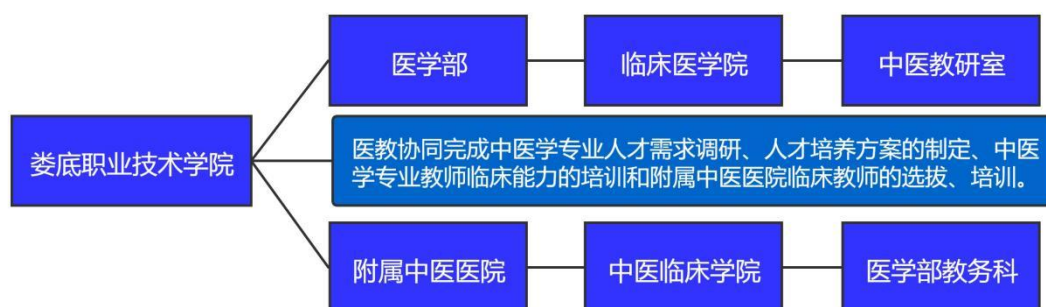 医学部
临床医学院
中医教研室
娄底职业技术学院
医教协同完成中医学专业人才需求调研、人才培养方案的制定、中医
学专业教师临床能力的培训和附属中医医院临床教师的选拔、培训。
附属中医医院
中医临床学院
医学部教务科